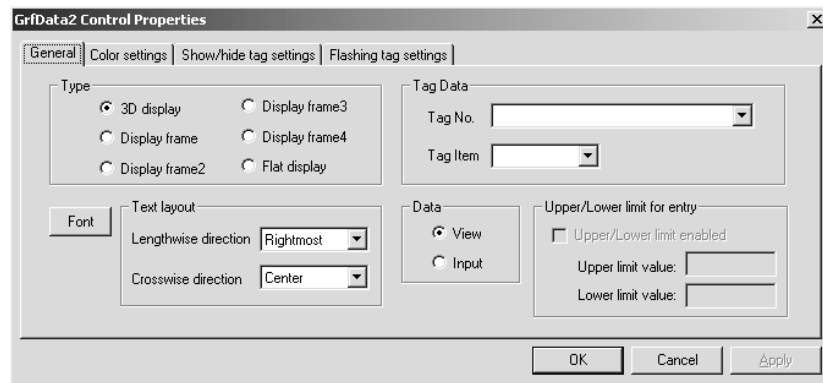 GrfData2 Control Properties
General
Color settings
Show/hide tag settings
Flashing tag settings
Type
3D display
Display frame
Display frame2
Display frame3
Display frame4
Flat display
Tag Data
Tag No.
Tag Item
Font
Text layout
Lengthwise direction Rightmost
Crosswise direction Center
Data
View
Input
Upper/Lower limit for entry
Upper/Lower limit enabled
Upper limit value:
Lower limit value:
OK
Cancel
Apply